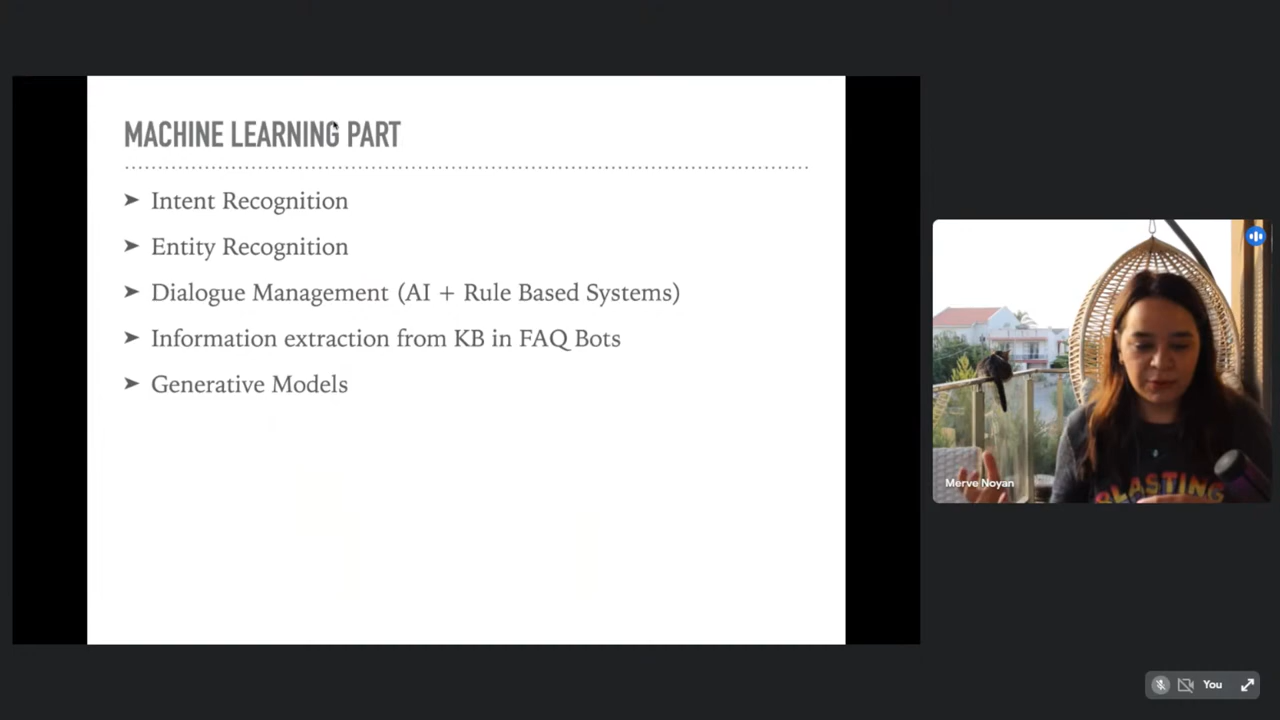 MACHINE LEARNING PART
➤ Intent Recognition
➤ Entity Recognition
➤ Dialogue Management (AI + Rule Based Systems)
➤ Information extraction from KB in FAQ Bots
➤ Generative Models
BLASTING
Merve Noyan
You